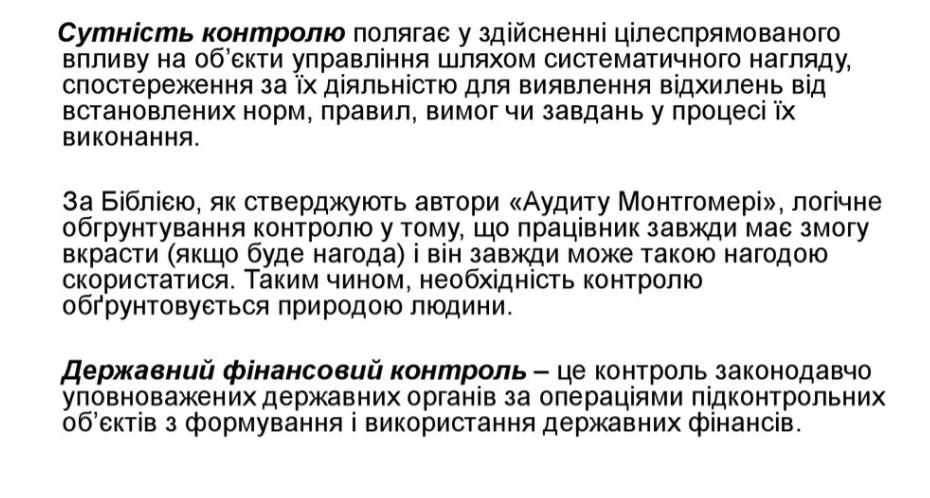 Сутність контролю полягає у здійсненні цілеспрямованого
впливу на об’єкти управління шляхом систематичного нагляду,
спостереження за їх діяльністю для виявлення відхилень від
встановлених норм, правил, вимог чи завдань у процесі їх
виконання.
За Біблією, як стверджують автори «Аудиту Монтгомері», логічне
обгрунтування контролю у тому, що працівник завжди має змогу
вкрасти (якщо буде нагода) і він завжди може такою нагодою
скористатися. Таким чином, необхідність контролю
обґрунтовується природою людини.
Державний фінансовий контроль – це контроль законодавчо
уповноважених державних органів за операціями підконтрольних
об’єктів з формування і використання державних фінансів.